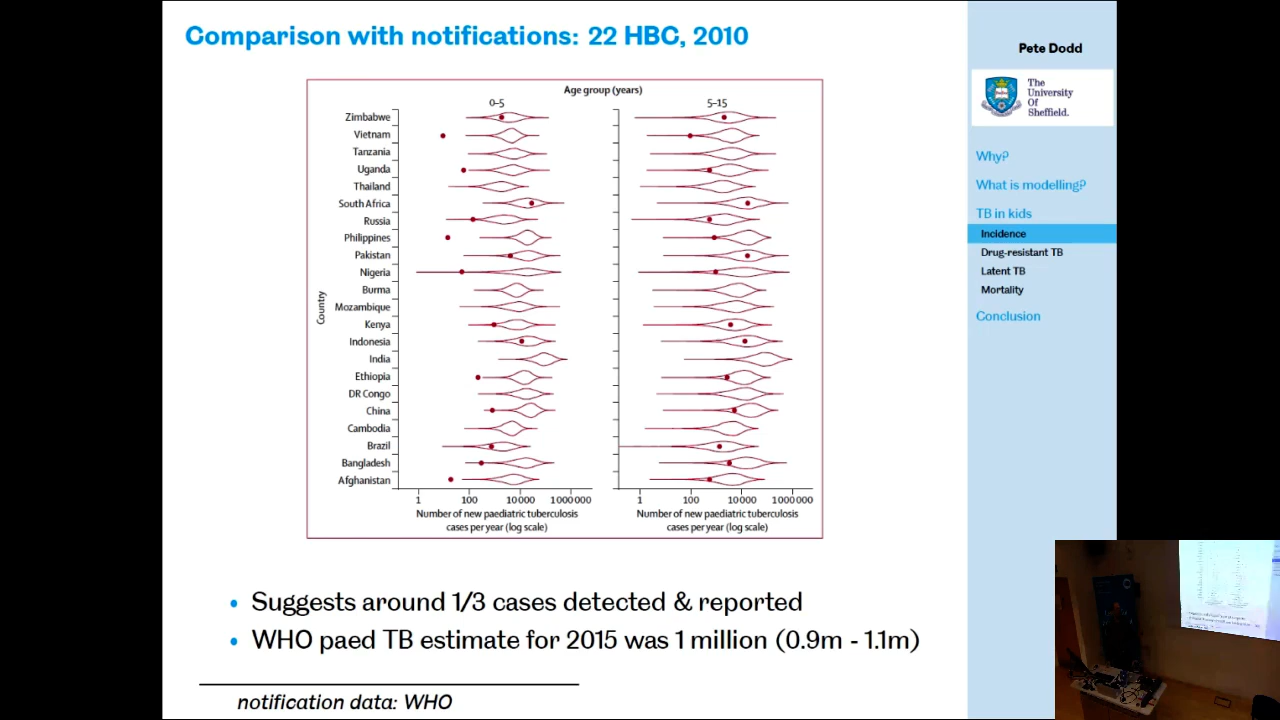 Comparison with notifications: 22 HBC, 2010
Age group (years)
0–5
5–15
Country
Zimbabwe
Vietnam
Tanzania
Uganda
Thailand
South Africa
Russia
Philippines
Pakistan
Nigeria
Burma
Mozambique
Kenya
Indonesia
India
Ethiopia
DR Congo
China
Cambodia
Brazil
Bangladesh
Afghanistan
1 100 10 000 1000 000
1 100 10 000 1000 000
Number of new paediatric tuberculosis
cases per year (log scale)
Number of new paediatric tuberculosis
cases per year (log scale)
• Suggests around 1/3 cases detected & reported
• WHO paed TB estimate for 2015 was 1 million (0.9m - 1.1m)
notification data: WHO
Pete Dodd
The
University
Of
Sheffield.
Why?
What is modelling?
TB in kids
Incidence
Drug-resistant TB
Latent TB
Mortality
Conclusion